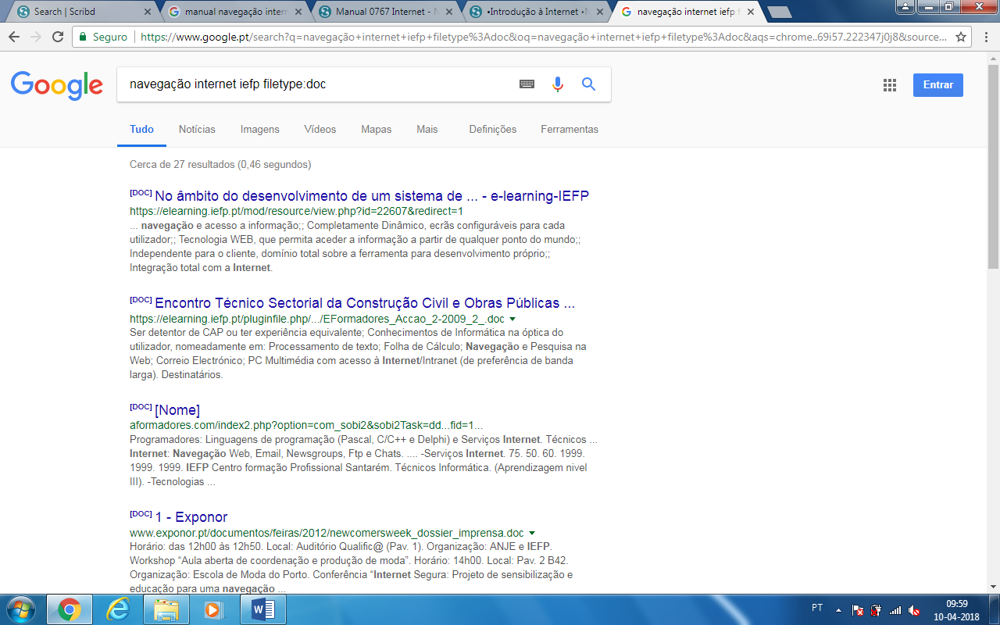 Search | Scribd
manual navegação intern
Manual 0767 Internet - N
•Introdução à Internet •N
navegação internet iefp f
Seguro
https://www.google.pt/search?q=navegação+internet+iefp+filetype%3Adoc&oq=navegação+internet+iefp+filetype%3Adoc&aqs=chrome..69i57.222347j0j8&source...
Google
navegação internet iefp filetype:doc
Entrar
Tudo Notícias Imagens Vídeos Mapas Mais Definições Ferramentas
Cerca de 27 resultados (0,46 segundos)
[DOC] No âmbito do desenvolvimento de um sistema de ... - e-learning-IEFP
https://elearning.iefp.pt/mod/resource/view.php?id=22607&redirect=1
... navegação e acesso a informação;; Completamente Dinâmico, ecrãs configuráveis para cada
utilizador;; Tecnologia WEB, que permita aceder a informação a partir de qualquer ponto do mundo;;
Independente para o cliente, domínio total sobre a ferramenta para desenvolvimento próprio;;
Integração total com a Internet.
[DOC] Encontro Técnico Sectorial da Construção Civil e Obras Públicas ...
https://elearning.iefp.pt/pluginfile.php/.../EFormadores_Accao_2-2009_2_.doc
Ser detentor de CAP ou ter experiência equivalente; Conhecimentos de Informática na óptica do
utilizador, nomeadamente em: Processamento de texto; Folha de Cálculo; Navegação e Pesquisa na
Web; Correio Electrónico; PC Multimédia com acesso à Internet/Intranet (de preferência de banda
larga). Destinatários.
[DOC] [Nome]
aformadores.com/index2.php?option=com_sobi2&sobi2Task=dd...fid=1...
Programadores: Linguagens de programação (Pascal, C/C++ e Delphi) e Serviços Internet. Técnicos ...
Internet: Navegação Web, Email, Newsgroups, Ftp e Chats. .... -Serviços Internet. 75. 50. 60. 1999.
1999. 1999. IEFP Centro formação Profissional Santarém. Técnicos Informática. (Aprendizagem nivel
III). -Tecnologias ...
[DOC] 1 - Exponor
www.exponor.pt/documentos/feiras/2012/newcomersweek_dossier_imprensa.doc
Horário: das 12h00 às 12h50. Local: Auditório Qualific@ (Pav. 1). Organização: ANJE e IEFP.
Workshop “Aula aberta de coordenação e produção de moda”. Horário: 14h00. Local: Pav. 2 B42.
Organização: Escola de Moda do Porto. Conferência “Internet Segura: Projeto de sensibilização e
educação para uma navegação ...
PT
09:59
10-04-2018